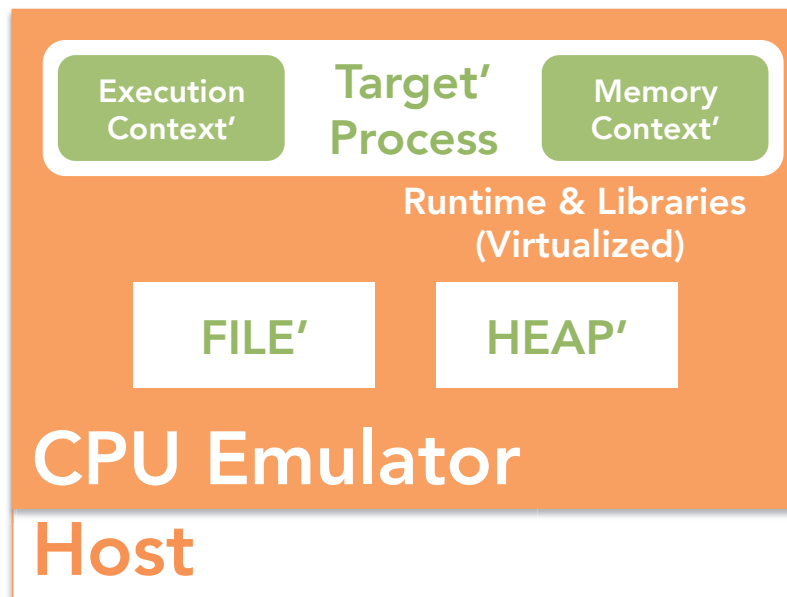 Execution
Context’
Target’
Process
Memory
Context’
Runtime & Libraries
(Virtualized)
FILE’
HEAP’
CPU Emulator
Host